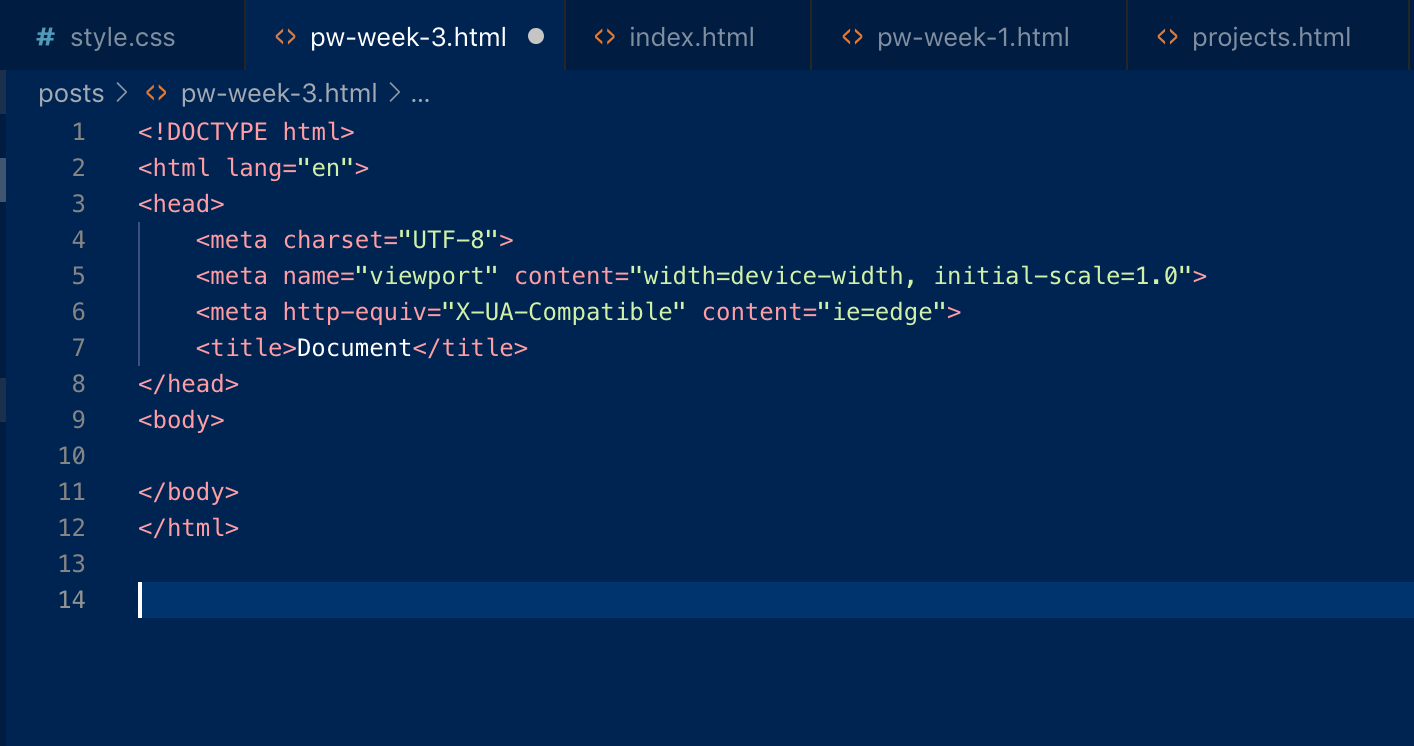 # style.css <> pw-week-3.html <> index.html <> pw-week-1.html <> projects.html
posts > <> pw-week-3.html > ...
1 <!DOCTYPE html>
2 <html lang="en">
3 <head>
4     <meta charset="UTF-8">
5     <meta name="viewport" content="width=device-width, initial-scale=1.0">
6     <meta http-equiv="X-UA-Compatible" content="ie=edge">
7     <title>Document</title>
8 </head>
9 <body>
10
11 </body>
12 </html>
13
14